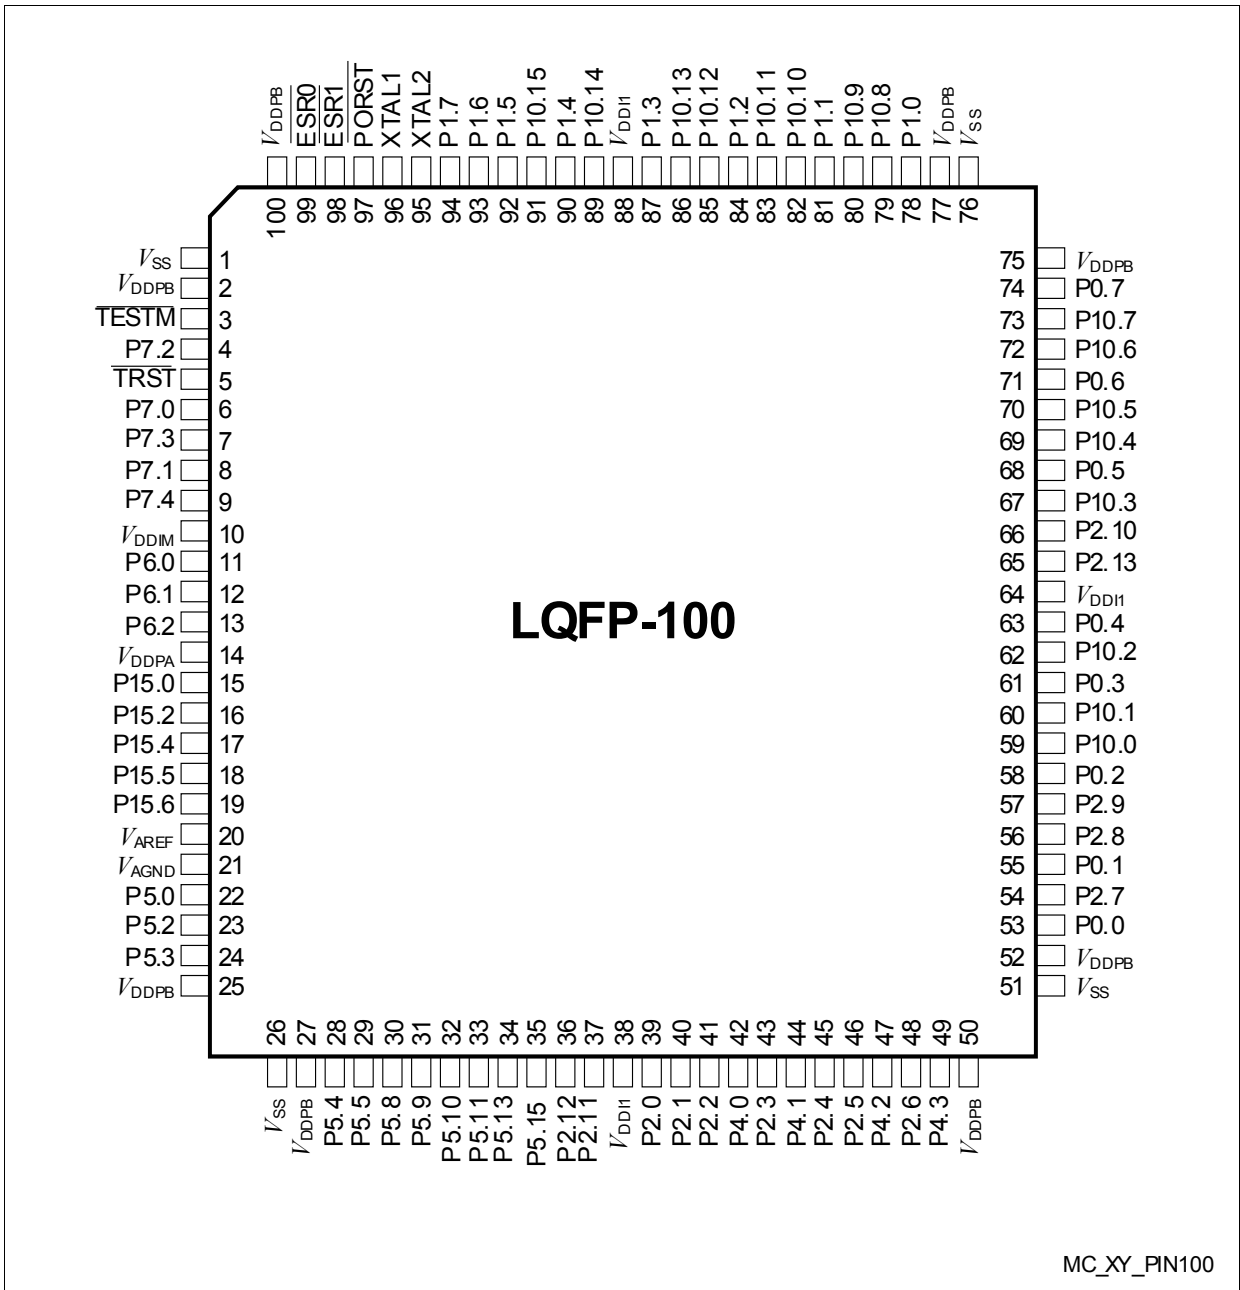 VDDPB
ESR0
ESR1
PORST
XTAL1
XTAL2
P1.7
P1.6
P1.5
P10.15
P1.4
P10.14
VDDI1
P1.3
P10.13
P10.12
P1.2
P10.11
P10.10
P1.1
P10.9
P10.8
P1.0
VDDPB
VSS
100
99
98
97
96
95
94
93
92
91
90
89
88
87
86
85
84
83
82
81
80
79
78
77
76
VSS 1
VDDPB 2
TESTM 3
P7.2 4
TRST 5
P7.0 6
P7.3 7
P7.1 8
P7.4 9
VDDIM 10
P6.0 11
P6.1 12
P6.2 13
VDDPA 14
P15.0 15
P15.2 16
P15.4 17
P15.5 18
P15.6 19
VAREF 20
VAGND 21
P5.0 22
P5.2 23
P5.3 24
VDDPB 25
LQFP-100
75 VDDPB
74 P0.7
73 P10.7
72 P10.6
71 P0.6
70 P10.5
69 P10.4
68 P0.5
67 P10.3
66 P2.10
65 P2.13
64 VDDI1
63 P0.4
62 P10.2
61 P0.3
60 P10.1
59 P10.0
58 P0.2
57 P2.9
56 P2.8
55 P0.1
54 P2.7
53 P0.0
52 VDDPB
51 VSS
26
27
28
29
30
31
32
33
34
35
36
37
38
39
40
41
42
43
44
45
46
47
48
49
50
VSS
VDDPB
P5.4
P5.5
P5.8
P5.9
P5.10
P5.11
P5.13
P5.15
P2.12
P2.11
VDDI1
P2.0
P2.1
P2.2
P4.0
P2.3
P4.1
P2.4
P2.5
P4.2
P2.6
P4.3
VDDPB
MC_XY_PIN100